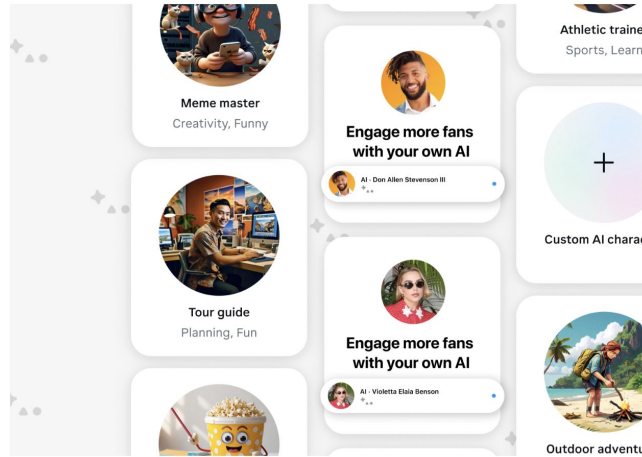 Meme master
Creativity, Funny
Tour guide
Planning, Fun
Engage more fans
with your own AI
AI - Don Allen Stevenson III
Engage more fans
with your own AI
AI - Violetta Elaia Benson
Athletic traine
Sports, Learn
Custom AI charac
Outdoor adventu